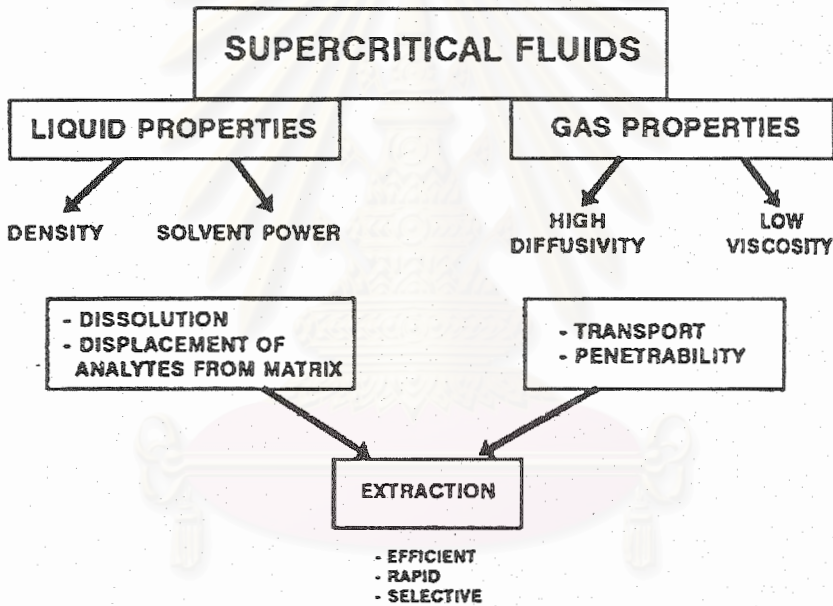 SUPERCRITICAL FLUIDS
LIQUID PROPERTIES
GAS PROPERTIES
DENSITY
SOLVENT POWER
HIGH
DIFFUSIVITY
LOW
VISCOSITY
- DISSOLUTION
- DISPLACEMENT OF
ANALYTES FROM MATRIX
- TRANSPORT
- PENETRABILITY
EXTRACTION
- EFFICIENT
- RAPID
- SELECTIVE